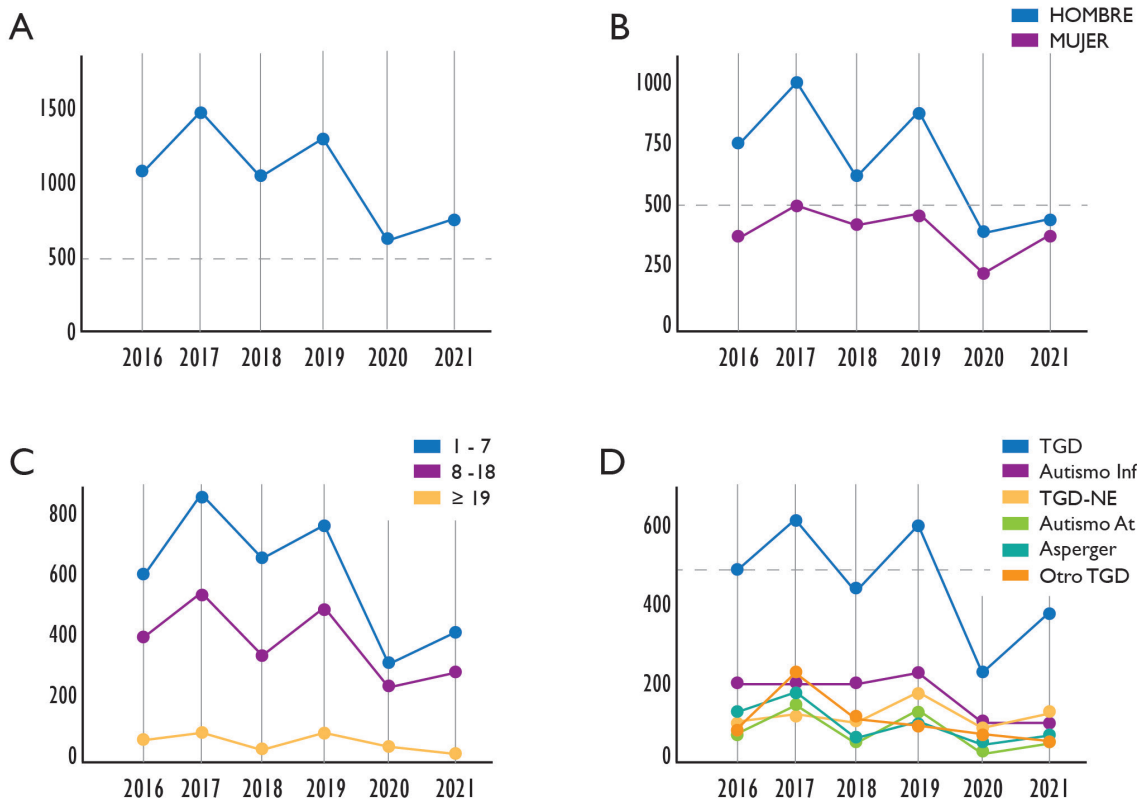 A
1500
1000
500
0
2016 2017 2018 2019 2020 2021
B
HOMBRE
MUJER
1000
750
500
250
0
2016 2017 2018 2019 2020 2021
C
1 - 7
8 -18
≥ 19
800
600
400
200
0
2016 2017 2018 2019 2020 2021
D
TGD
Autismo Inf
TGD-NE
Autismo At
Asperger
Otro TGD
600
400
200
0
2016 2017 2018 2019 2020 2021